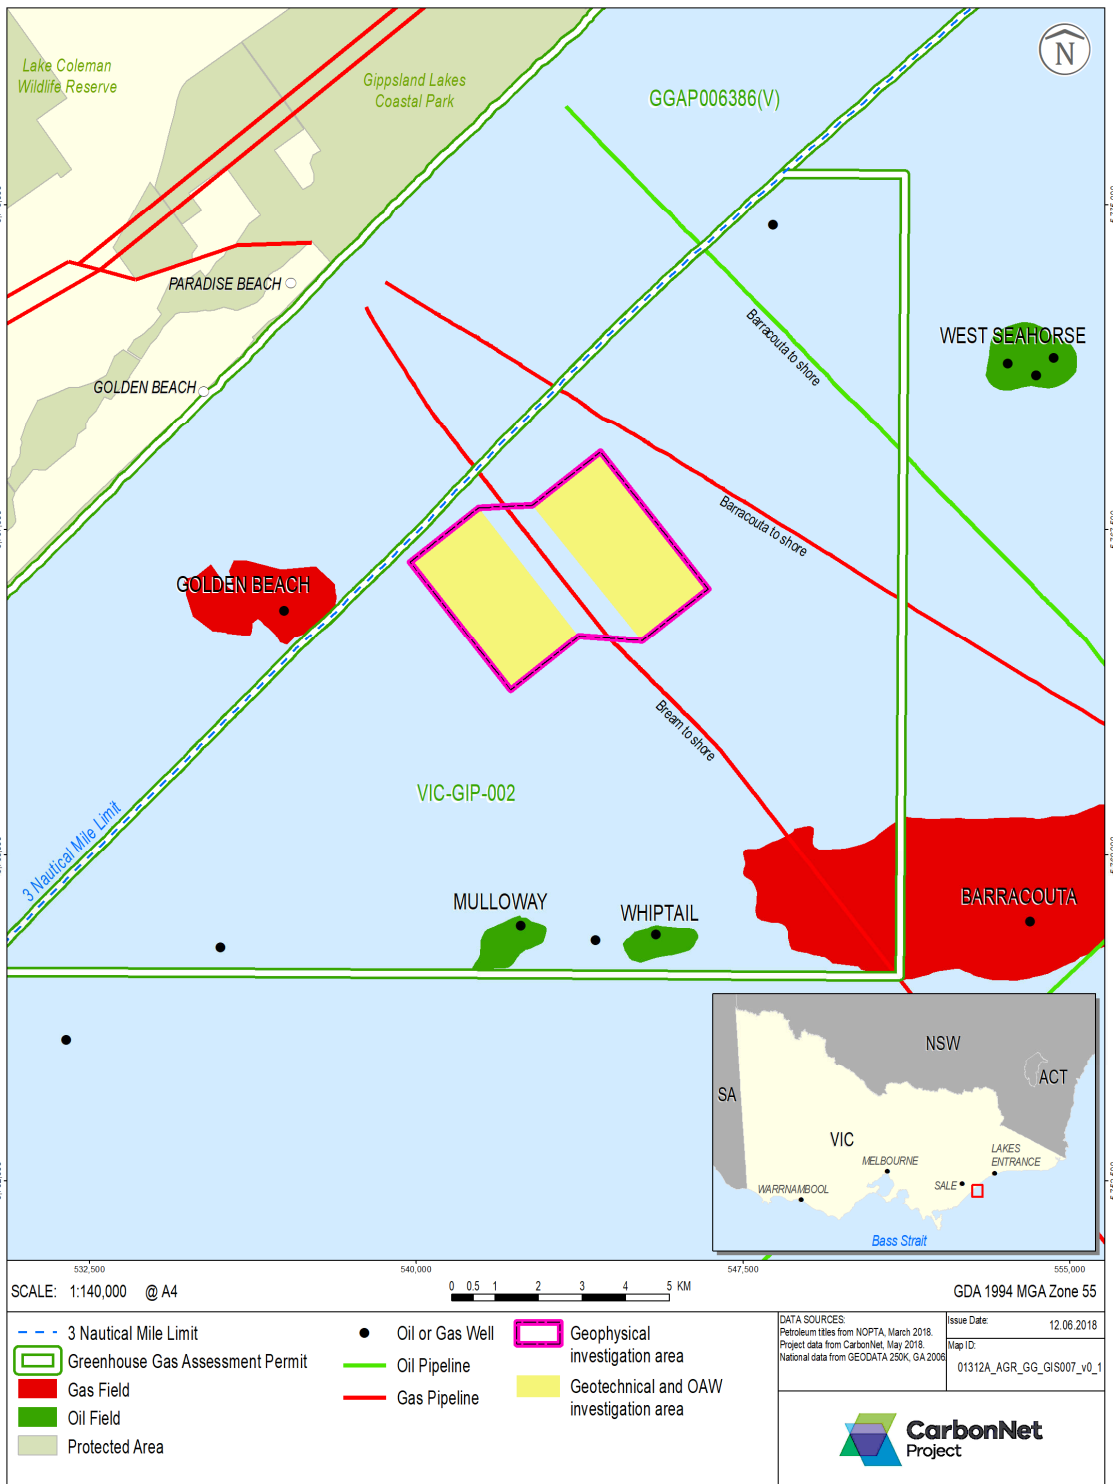 Lake Coleman
Wildlife Reserve
Gippsland Lakes
Coastal Park
GGAP006386(V)
N
PARADISE BEACH
GOLDEN BEACH
Barracouta to shore
WEST SEAHORSE
Barracouta to shore
GOLDEN BEACH
Bream to shore
VIC-GIP-002
3 Nautical Mile Limit
MULLOWAY
WHIPTAIL
BARRACOUTA
NSW
ACT
SA
VIC
MELBOURNE
LAKES
ENTRANCE
SALE
WARRNAMBOOL
Bass Strait
532,500
540,000
547,500
555,000
SCALE: 1:140,000 @ A4
0 0.5 1 2 3 4 5 KM
GDA 1994 MGA Zone 55
3 Nautical Mile Limit
Greenhouse Gas Assessment Permit
Gas Field
Oil Field
Protected Area
Oil or Gas Well
Oil Pipeline
Gas Pipeline
Geophysical
investigation area
Geotechnical and OAW
investigation area
DATA SOURCES:
Petroleum titles from NOPTA, March 2018.
Project data from CarbonNet, May 2018.
National data from GEODATA 250K, GA 2006
Issue Date:
12.06.2018
Map ID:
01312A_AGR_GG_GIS007_v0_1
CarbonNet
Project